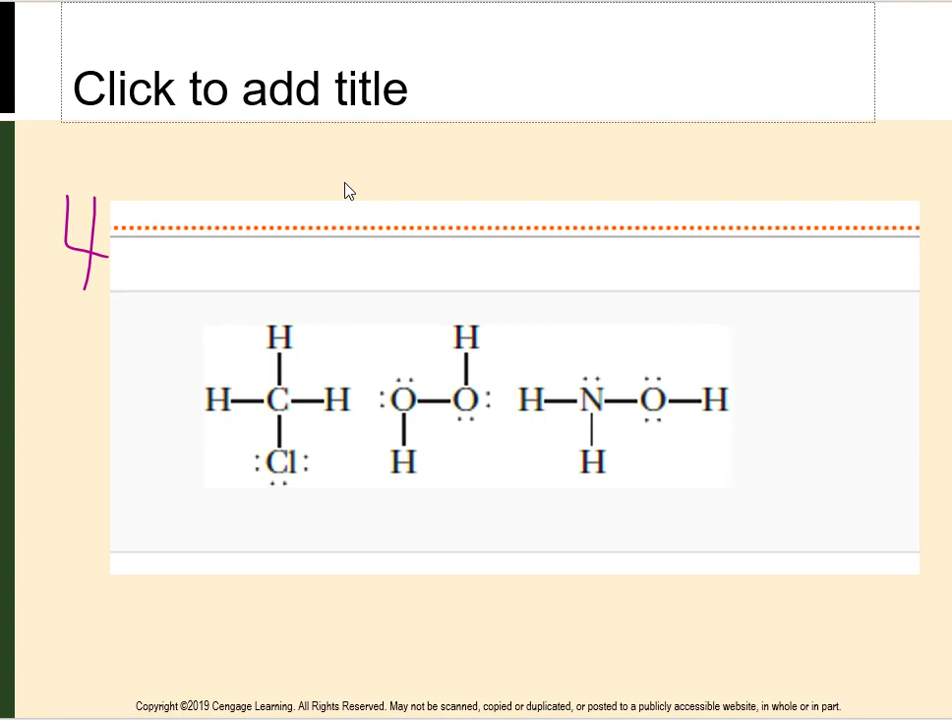 Click to add title
4
H H
H—C—H :O—O: H—N—O—H
:Cl: H H
Copyright ©2019 Cengage Learning. All Rights Reserved. May not be scanned, copied or duplicated, or posted to a publicly accessible website, in whole or in part.